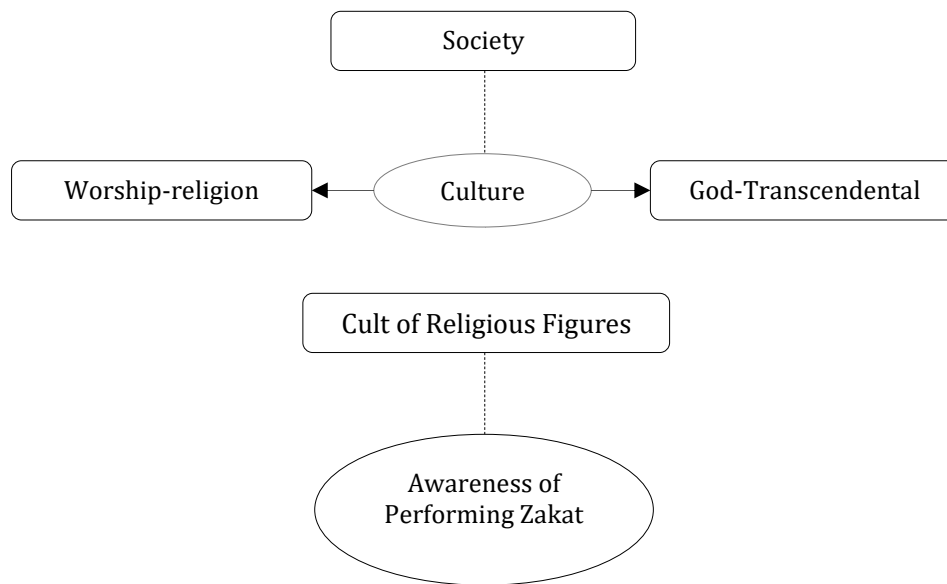 Society
Worship-religion
Culture
God-Transcendental
Cult of Religious Figures
Awareness of
Performing Zakat